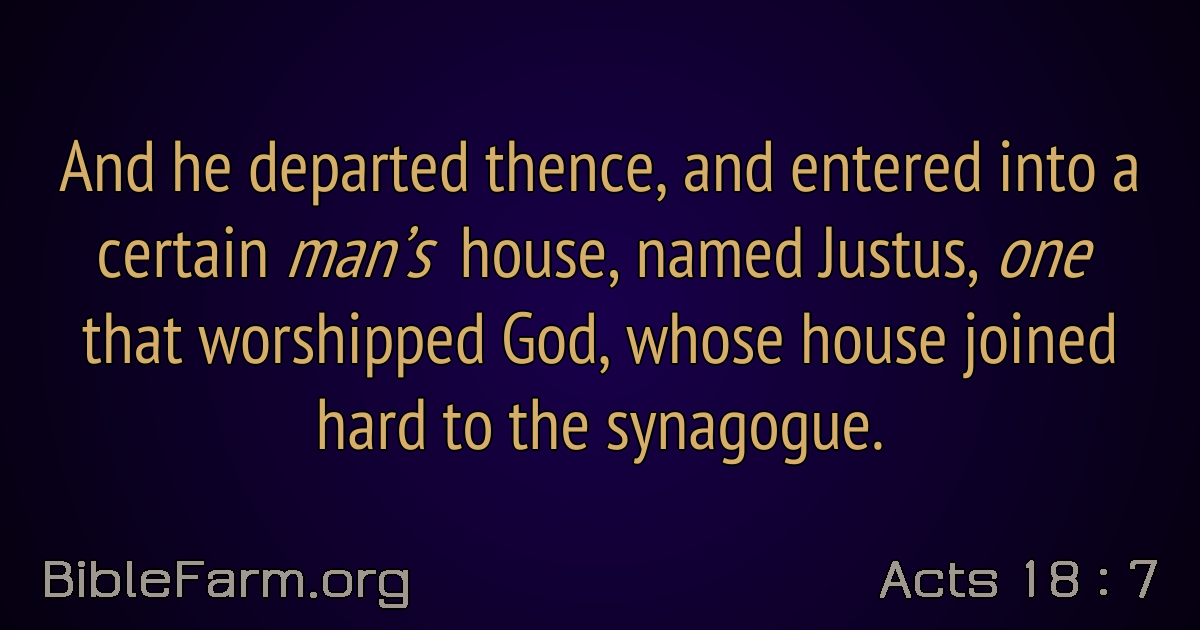 And he departed thence, and entered into a
certain man’s house, named Justus, one
that worshipped God, whose house joined
hard to the synagogue.
BibleFarm.org
Acts 18 : 7